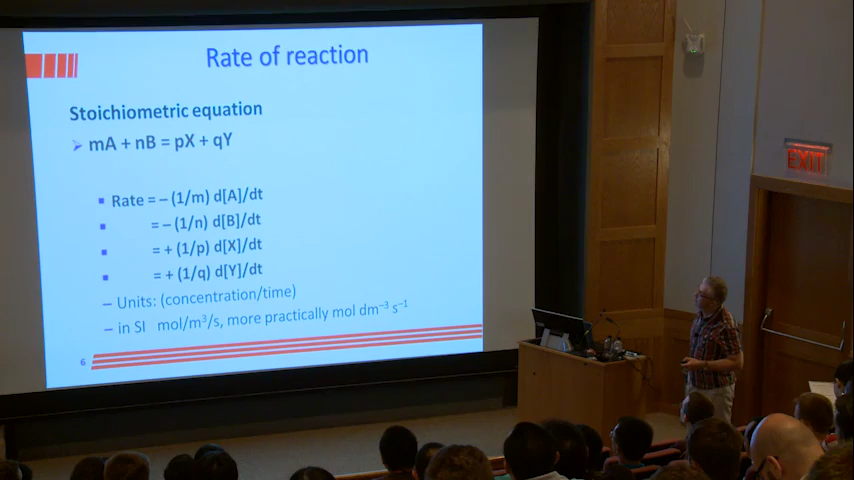 Rate of reaction
Stoichiometric equation
➢ mA + nB = pX + qY
▪ Rate = – (1/m) d[A]/dt
▪ = – (1/n) d[B]/dt
▪ = + (1/p) d[X]/dt
▪ = + (1/q) d[Y]/dt
– Units: (concentration/time)
– in SI mol/m³/s, more practically mol dm⁻³ s⁻¹
6
EXIT